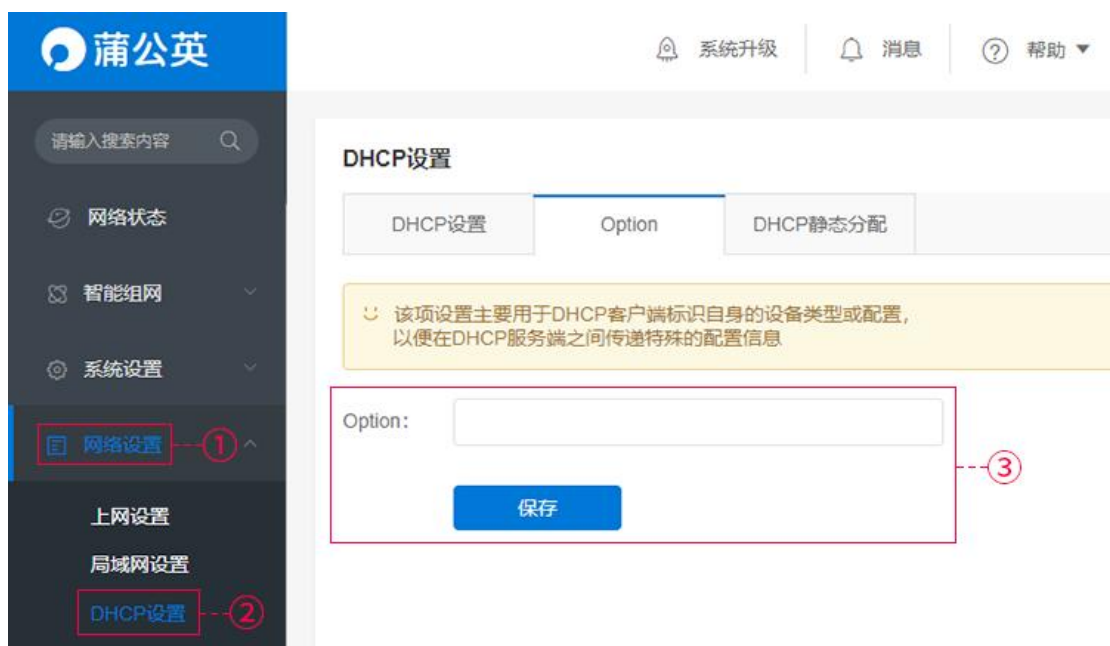 蒲公英
系统升级
消息
帮助
请输入搜索内容
网络状态
智能组网
系统设置
网络设置
①
上网设置
局域网设置
DHCP设置
②
DHCP设置
DHCP设置
Option
DHCP静态分配
该项设置主要用于DHCP客户端标识自身的设备类型或配置，
以便在DHCP服务端之间传递特殊的配置信息
Option：
保存
③